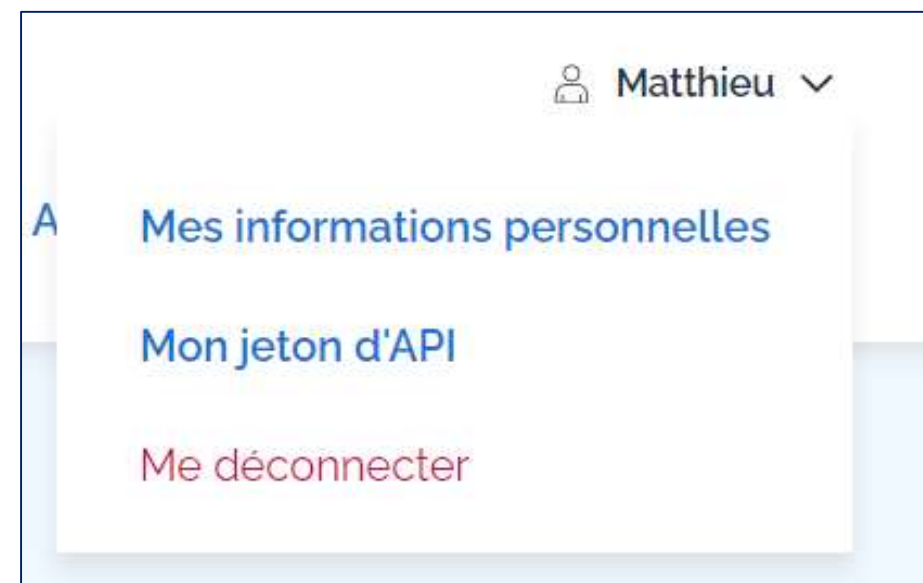 Matthieu
A
Mes informations personnelles
Mon jeton d'API
Me déconnecter